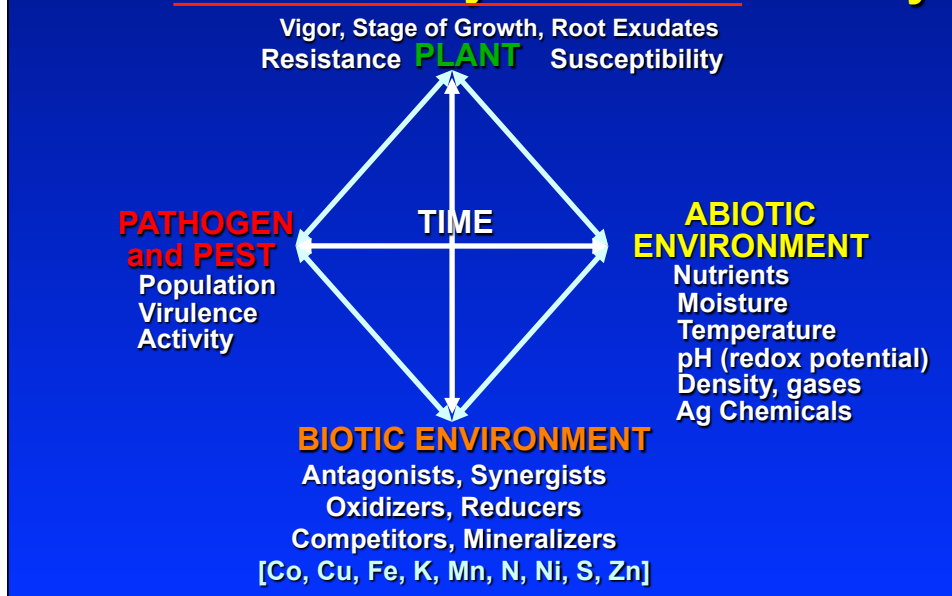 Vigor, Stage of Growth, Root Exudates
Resistance PLANT Susceptibility
TIME
PATHOGEN
and PEST
Population
Virulence
Activity
ABIOTIC
ENVIRONMENT
Nutrients
Moisture
Temperature
pH (redox potential)
Density, gases
Ag Chemicals
BIOTIC ENVIRONMENT
Antagonists, Synergists
Oxidizers, Reducers
Competitors, Mineralizers
[Co, Cu, Fe, K, Mn, N, Ni, S, Zn]